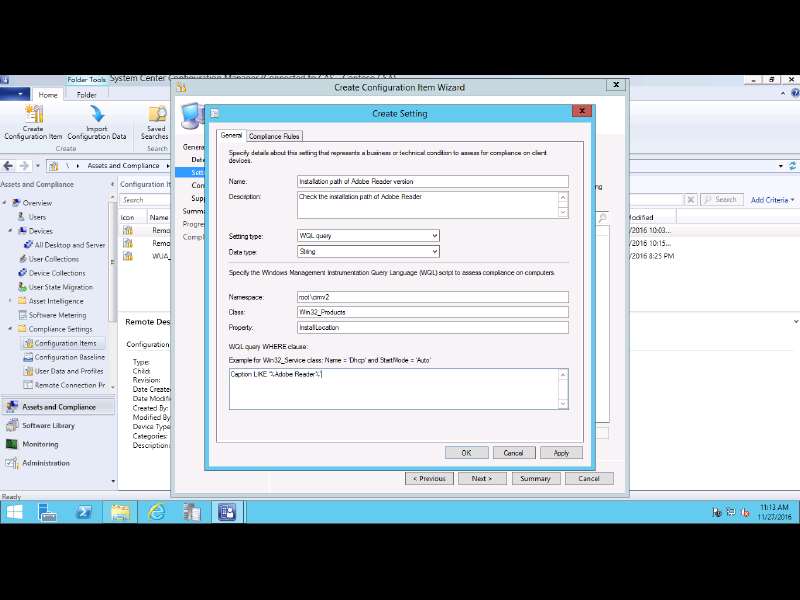 Folder Tools
System Center Configuration Manager (Connected to CAS - Contoso CSA)
Home
Folder
Create Configuration Item
Import Configuration Data
Saved Searches
Create
Search
\ Assets and Compliance
Assets and Compliance
Overview
Users
Devices
All Desktop and Server
User Collections
Device Collections
User State Migration
Asset Intelligence
Software Metering
Compliance Settings
Configuration Items
Configuration Baseline
User Data and Profiles
Remote Connection Pr
Assets and Compliance
Software Library
Monitoring
Administration
Ready
Configuration It
Search
Icon
Name
Remo
Remo
WUA_
Remote Des
Configuration
Type:
Child:
Revision:
Date Create
Date Modifi
Created By:
Modified By
Device Type
Categories:
Description:
Create Configuration Item Wizard
Genera
Det
Sett
Con
Supp
Summa
Progres
Compl
Create Setting
General
Compliance Rules
Specify details about this setting that represents a business or technical condition to assess for compliance on client
devices.
Name:
Installation path of Adobe Reader version
Description:
Check the installation path of Adobe Reader
Setting type:
WQL query
Data type:
String
Specify the Windows Management Instrumentation Query Language (WQL) script to assess compliance on computers.
Namespace:
root\cimv2
Class:
Win32_Products
Property:
InstallLocation
WQL query WHERE clause:
Example for Win32_Service class: Name = 'Dhcp' and StartMode = 'Auto'
Caption LIKE '%Adobe Reader%'
OK
Cancel
Apply
< Previous
Next >
Summary
Cancel
Search
Add Criteria
odified
/2016 10:03...
/2016 10:15...
/2016 8:25 PM
11:13 AM
11/27/2016